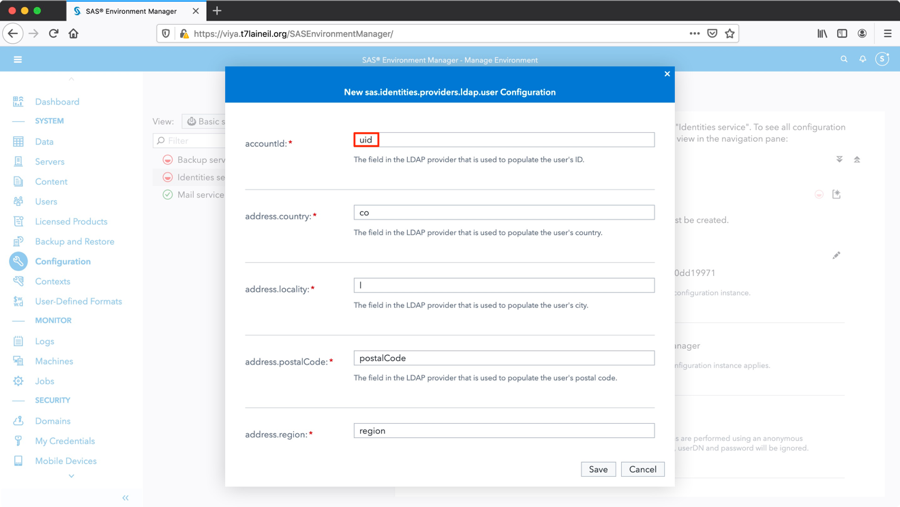 SAS® Environment Manager
https://viya.t7laineil.org/SASEnvironmentManager/
SAS® Environment Manager - Manage Environment
New sas.identities.providers.ldap.user Configuration
Dashboard
SYSTEM
Data
Servers
Content
Users
Licensed Products
Backup and Restore
Configuration
Contexts
User-Defined Formats
MONITOR
Logs
Machines
Jobs
SECURITY
Domains
My Credentials
Mobile Devices
View: Basic s
Filter
Backup serv
Identities se
Mail service
accountId:* uid
The field in the LDAP provider that is used to populate the user's ID.
address.country:* co
The field in the LDAP provider that is used to populate the user's country.
address.locality:* l
The field in the LDAP provider that is used to populate the user's city.
address.postalCode:* postalCode
The field in the LDAP provider that is used to populate the user's postal code.
address.region:* region
Save Cancel
"Identities service". To see all configuration
view in the navigation pane:
st be created.
0dd19971
configuration instance.
anager
nfiguration instance applies.
s are performed using an anonymous
, userDN and password will be ignored.